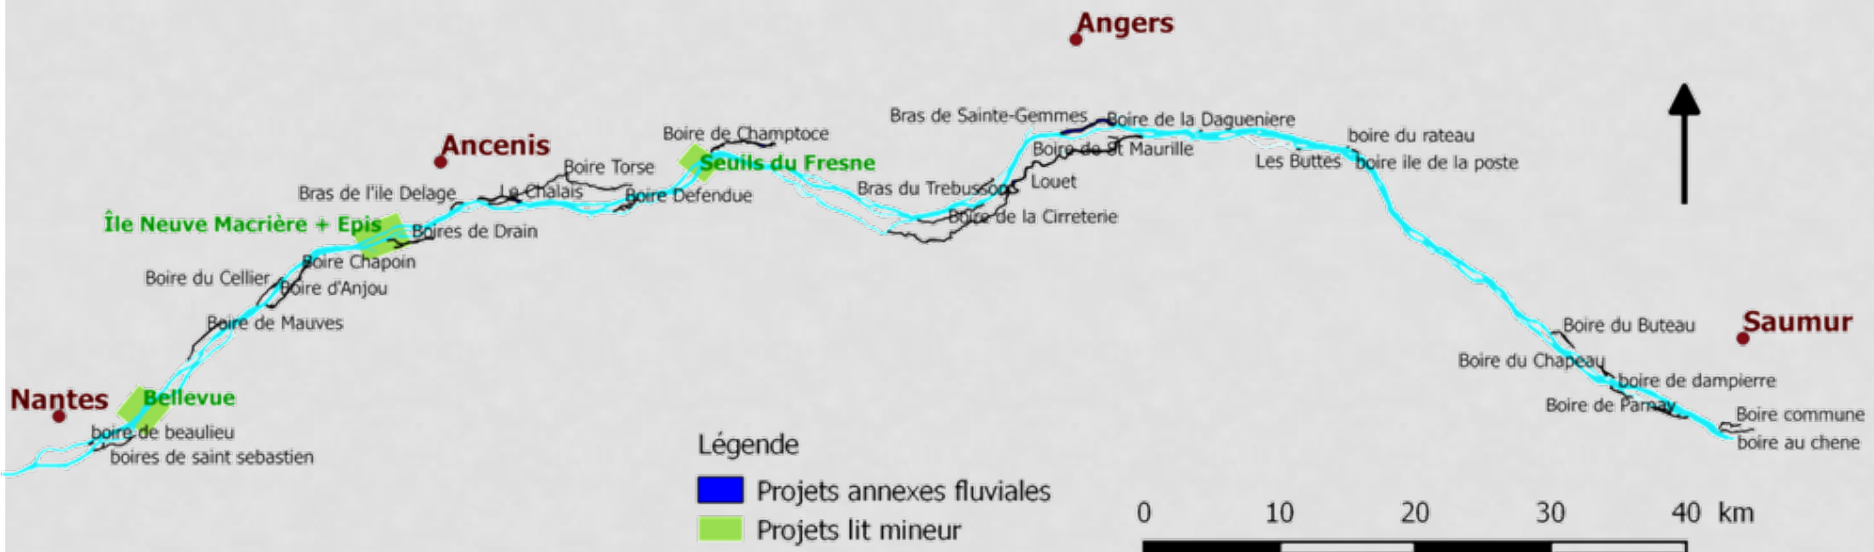 Angers
Bras de Sainte-Gemmes
Boire de la Dagueniere
Boire de Champtoce
boire du rateau
Ancenis
Boire de St Maurille
Les Buttes
boire ile de la poste
Seuils du Fresne
Boire Torse
Bras de l'ile Delage
Le Chalais
Boire Defendue
Bras du Trebusson
Louet
Île Neuve Macrière + Epis
Boires de Drain
Boire de la Cirreterie
Boire Chapoin
Boire du Cellier
Boire d'Anjou
Boire de Mauves
Boire du Buteau
Saumur
Boire du Chapeau
boire de dampierre
Nantes
Bellevue
Boire de Parnay
Boire commune
boire de beaulieu
boire au chene
boires de saint sebastien
Légende
Projets annexes fluviales
Projets lit mineur
0 10 20 30 40 km